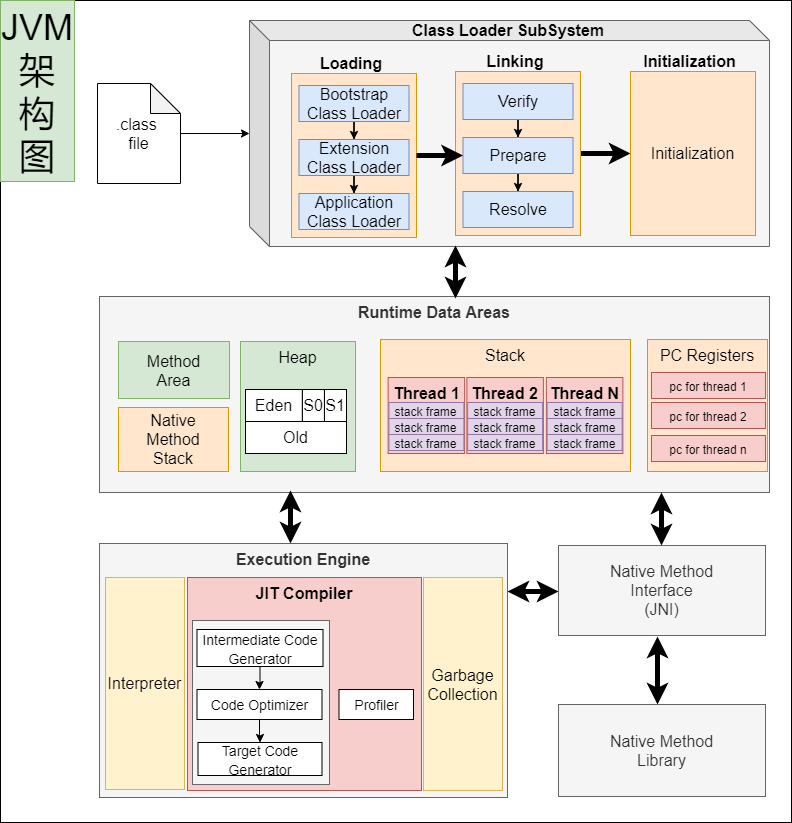 JVM
架
构
图
Class Loader SubSystem
.class
file
Loading
Bootstrap
Class Loader
Extension
Class Loader
Application
Class Loader
Linking
Verify
Prepare
Resolve
Initialization
Initialization
Runtime Data Areas
Method
Area
Native
Method
Stack
Heap
Eden S0 S1
Old
Stack
Thread 1 Thread 2 Thread N
stack frame stack frame stack frame
stack frame stack frame stack frame
stack frame stack frame stack frame
PC Registers
pc for thread 1
pc for thread 2
pc for thread n
Execution Engine
Interpreter
JIT Compiler
Intermediate Code
Generator
Code Optimizer
Target Code
Generator
Profiler
Garbage
Collection
Native Method
Interface
(JNI)
Native Method
Library